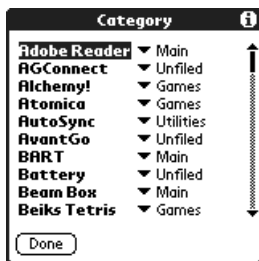 Category
Adobe Reader Main
AGConnect Unfiled
Alchemy! Games
Atomica Games
AutoSync Utilities
AvantGo Unfiled
BART Main
Battery Unfiled
Beam Box Main
Beiks Tetris Games
Done